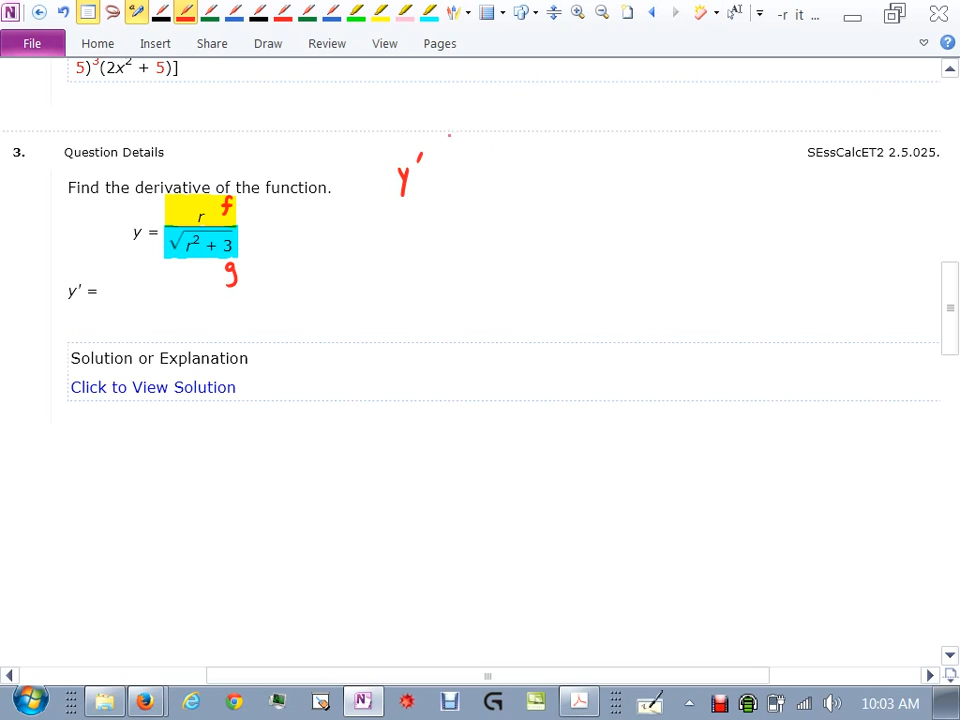 -r it ...
File Home Insert Share Draw Review View Pages
5)³(2x² + 5)]
3. Question Details SEssCalcET2 2.5.025.
y'
Find the derivative of the function.
r f
y =
√r² + 3
g
y' =
Solution or Explanation
Click to View Solution
10:03 AM